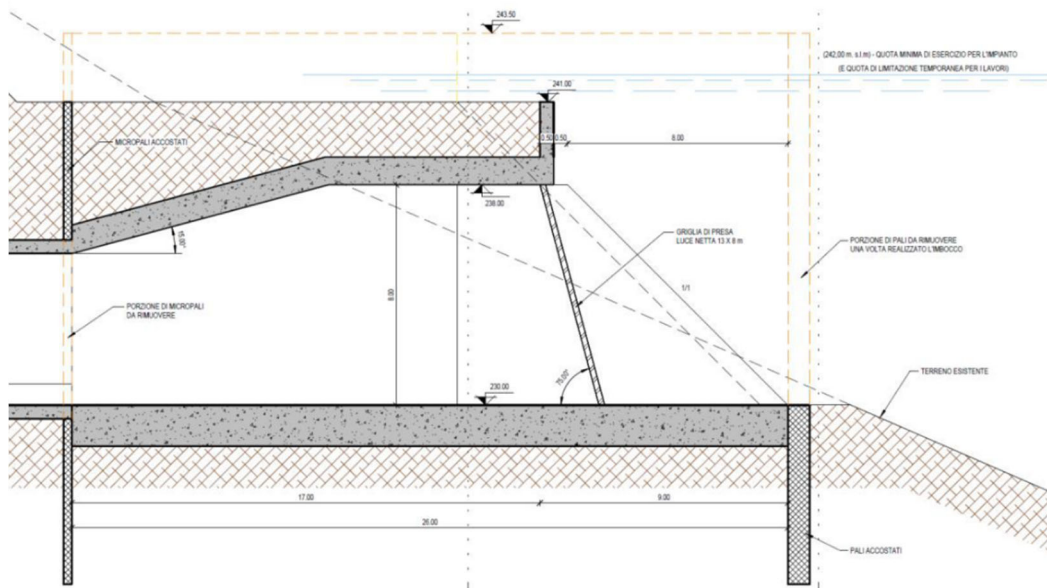 243.50
(242,00 m. s.l.m) - QUOTA MINIMA DI ESERCIZIO PER L'IMPIANTO
(E QUOTA DI LIMITAZIONE TEMPORANEA PER I LAVORI)
241.00
0.50 0.50
8.00
MICROPALI ACCOSTATI
238.00
GRIGLIA DI PRESA
LUCE NETTA 13 X 8 m
PORZIONE DI PALI DA RIMUOVERE
UNA VOLTA REALIZZATO L'IMBOCCO
15.00°
1/1
PORZIONE DI MICROPALI
DA RIMUOVERE
8.00
75.00°
230.00
TERRENO ESISTENTE
17.00
9.00
26.00
PALI ACCOSTATI